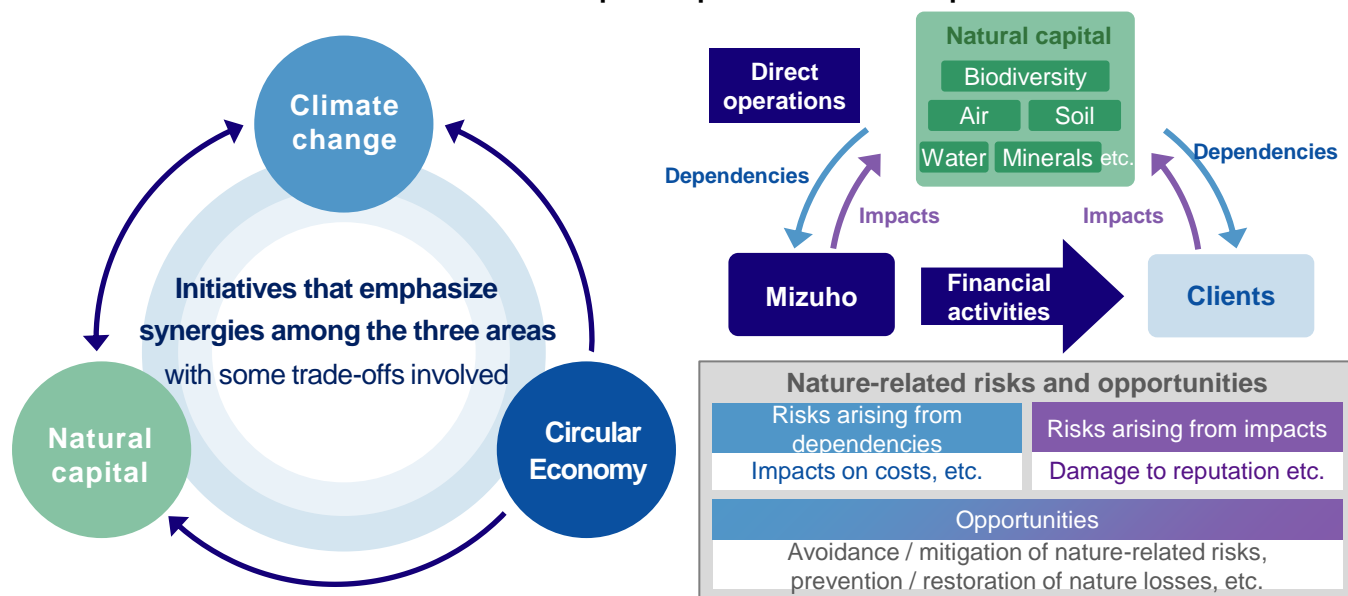 Climate
change
Initiatives that emphasize
synergies among the three areas
with some trade-offs involved
Natural
capital
Circular
Economy
Direct
operations
Natural capital
Biodiversity
Air
Soil
Water
Minerals etc.
Dependencies
Impacts
Impacts
Dependencies
Mizuho
Financial
activities
Clients
Nature-related risks and opportunities
Risks arising from
dependencies
Impacts on costs, etc.
Risks arising from impacts
Damage to reputation etc.
Opportunities
Avoidance / mitigation of nature-related risks,
prevention / restoration of nature losses, etc.